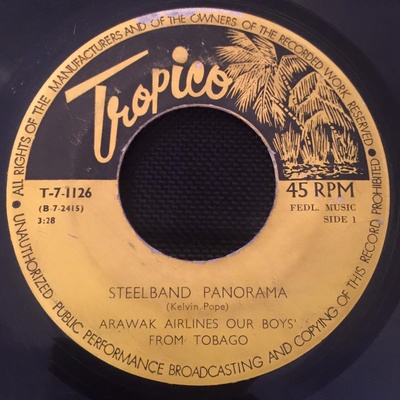 ALL RIGHTS OF THE MANUFACTURERS AND OF THE OWNERS OF THE RECORDED WORK RESERVED •
UNAUTHORIZED PUBLIC PERFORMANCE BROADCASTING AND COPYING OF THIS RECORD PROHIBITED
Tropico
T-7-1126
(B-7-2415)
3:28
45 RPM
FEDL. MUSIC
SIDE 1
STEELBAND PANORAMA
(Kelvin Pope)
ARAWAK AIRLINES OUR BOYS'
FROM TOBAGO